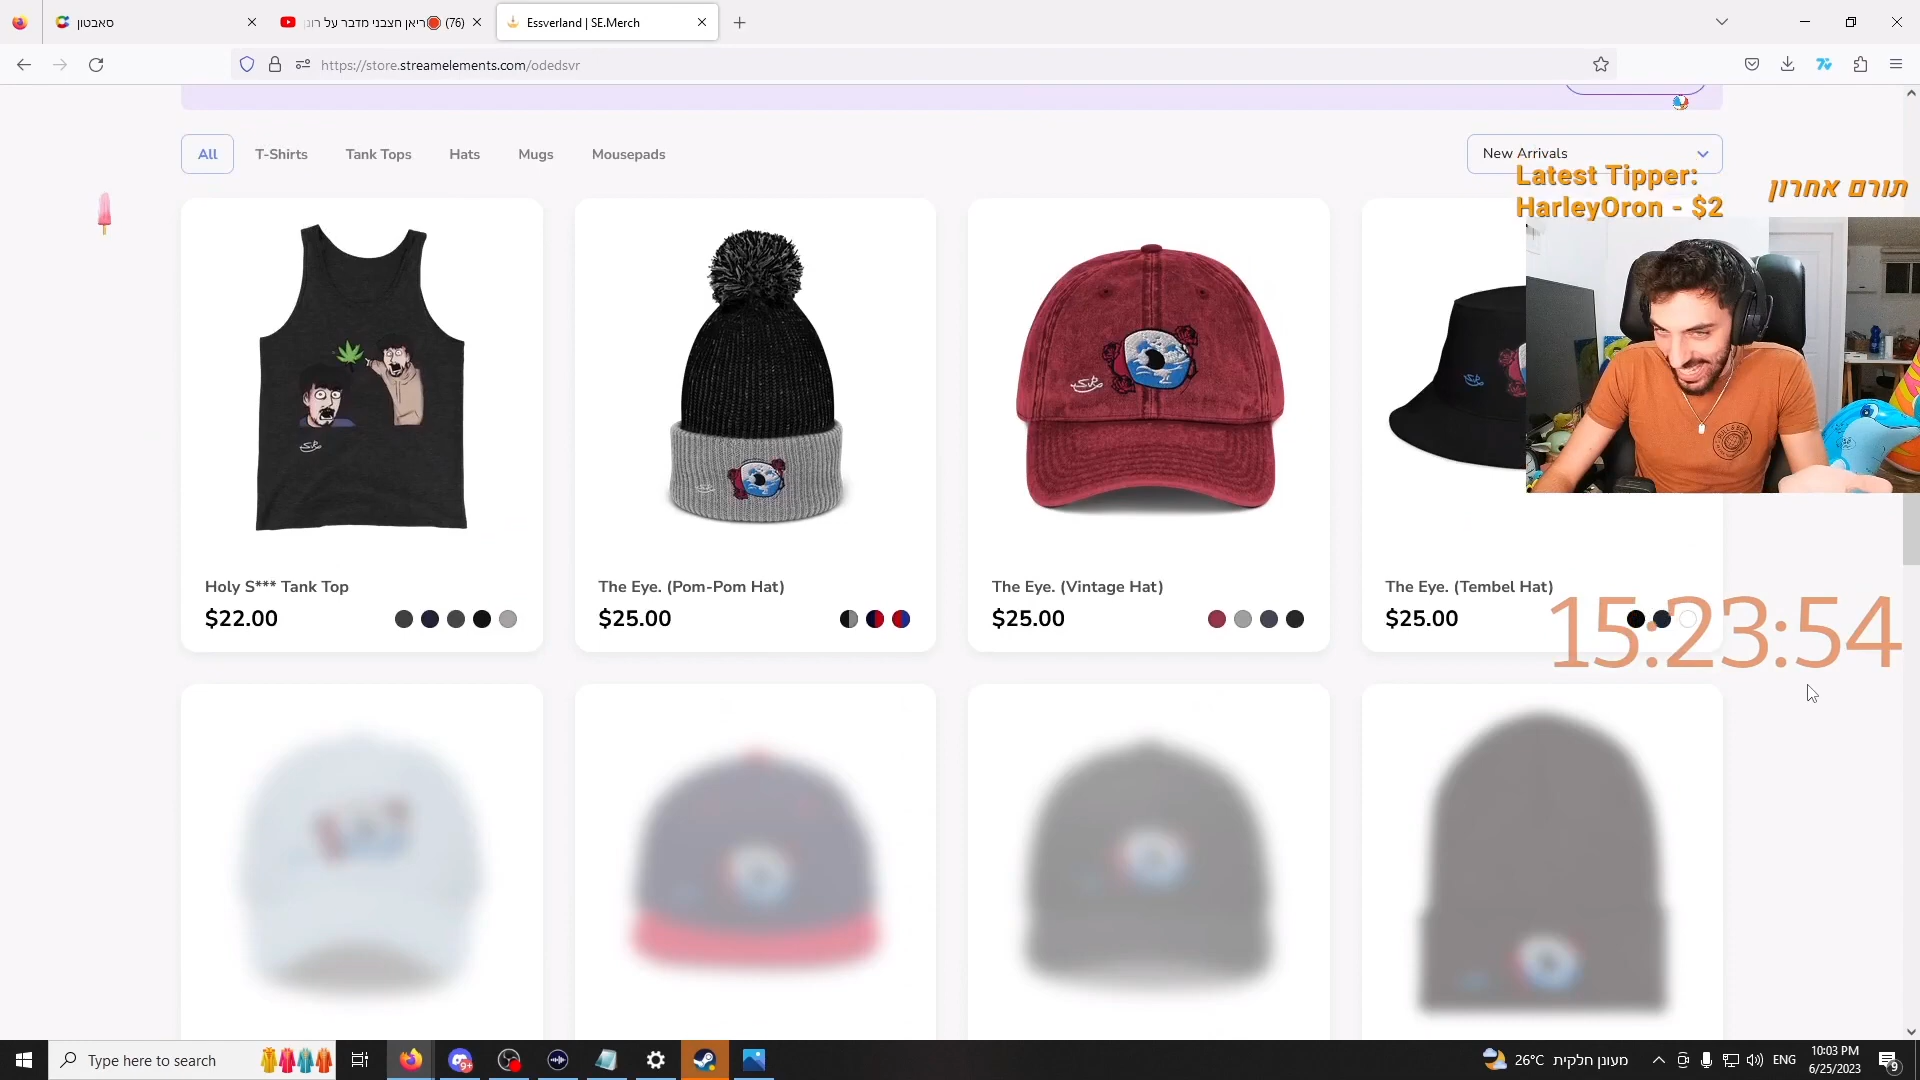 סאבטון
(76) ריאן חצבני מדבר על רונן
Essverland | SE.Merch
https://store.streamelements.com/odedsvr
All
T-Shirts
Tank Tops
Hats
Mugs
Mousepads
New Arrivals
Latest Tipper:
HarleyOron - $2
תורם אחרון
Holy S*** Tank Top
$22.00
The Eye. (Pom-Pom Hat)
$25.00
The Eye. (Vintage Hat)
$25.00
The Eye. (Tembel Hat)
$25.00
15:23:54
Type here to search
9+
26°C
מעונן חלקית
ENG
10:03 PM
6/25/2023
9